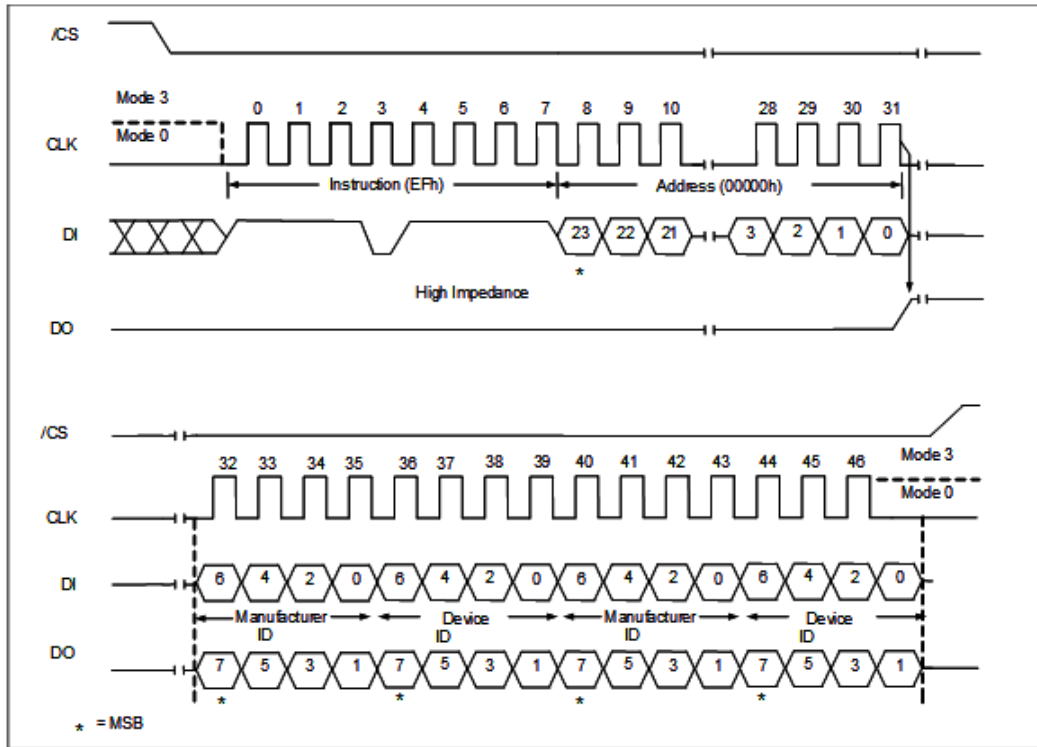 /CS
Mode 3
0 1 2 3 4 5 6 7 8 9 10 28 29 30 31
Mode 0
CLK
Instruction (EFh) Address (00000h)
DI 23 22 21 3 2 1 0
*
High Impedance
DO
/CS
32 33 34 35 36 37 38 39 40 41 42 43 44 45 46 Mode 3
Mode 0
CLK
DI 6 4 2 0 6 4 2 0 6 4 2 0 6 4 2 0
Manufacturer Device Manufacturer Device
ID ID ID ID
DO 7 5 3 1 7 5 3 1 7 5 3 1 7 5 3 1
* * * *
* = MSB